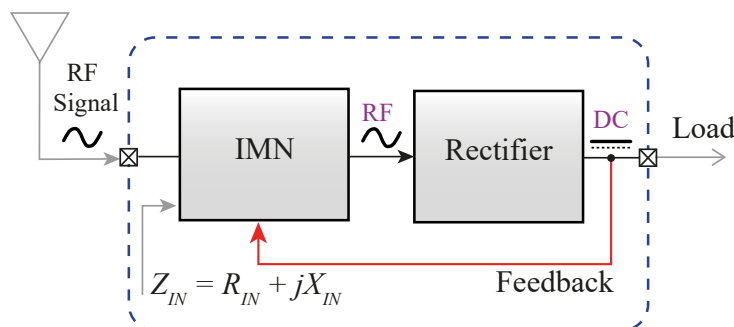 RF
Signal
IMN
RF
Rectifier
DC
Load
Z_IN = R_IN + jX_IN
Feedback